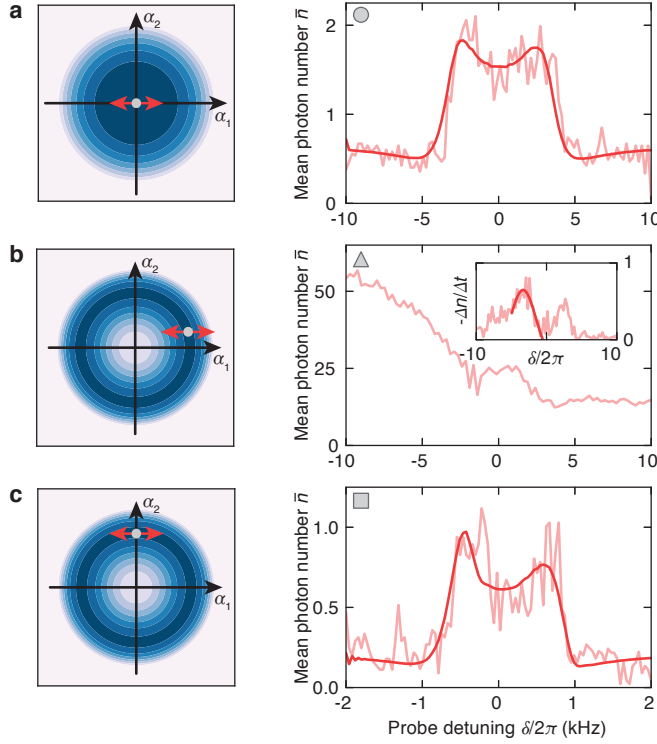 a
α2
α1
Mean photon number n̄
2
1
0
-10
-5
0
5
10
b
α2
α1
Mean photon number n̄
50
25
0
-10
-5
0
5
10
-Δn/Δt
1
0
-10
δ/2π
10
c
α2
α1
Mean photon number n̄
1.0
0.5
0.0
-2
-1
0
1
2
Probe detuning δ/2π (kHz)